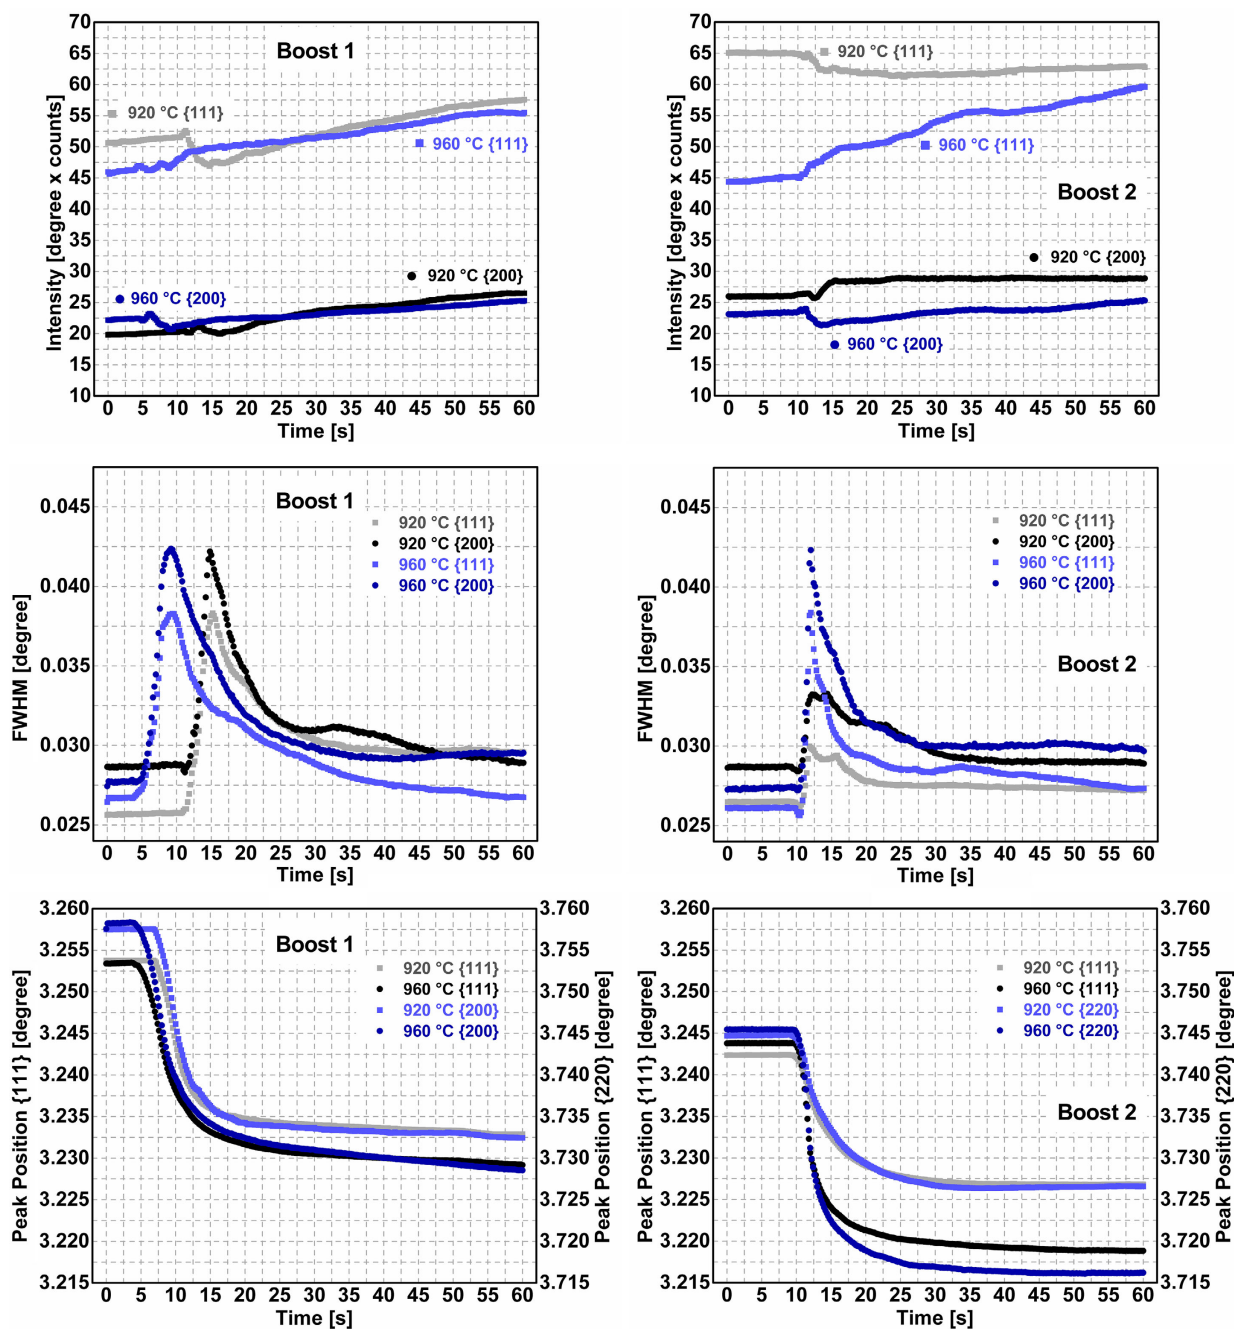 Boost 1
Intensity [degree x counts]
70
65
60
55
50
45
40
35
30
25
20
15
10
920 °C {111}
960 °C {111}
920 °C {200}
960 °C {200}
0 5 10 15 20 25 30 35 40 45 50 55 60
Time [s]
Boost 2
Intensity [degree x counts]
70
65
60
55
50
45
40
35
30
25
20
15
10
920 °C {111}
960 °C {111}
920 °C {200}
960 °C {200}
0 5 10 15 20 25 30 35 40 45 50 55 60
Time [s]
Boost 1
FWHM [degree]
0.045
0.040
0.035
0.030
0.025
920 °C {111}
920 °C {200}
960 °C {111}
960 °C {200}
0 5 10 15 20 25 30 35 40 45 50 55 60
Time [s]
Boost 2
FWHM [degree]
0.045
0.040
0.035
0.030
0.025
920 °C {111}
920 °C {200}
960 °C {111}
960 °C {200}
0 5 10 15 20 25 30 35 40 45 50 55 60
Time [s]
Boost 1
Peak Position {111} [degree]
3.260
3.255
3.250
3.245
3.240
3.235
3.230
3.225
3.220
3.215
920 °C {111}
960 °C {111}
920 °C {200}
960 °C {200}
3.760
3.755
3.750
3.745
3.740
3.735
3.730
3.725
3.720
3.715
Peak Position {220} [degree]
0 5 10 15 20 25 30 35 40 45 50 55 60
Time [s]
Boost 2
Peak Position {111} [degree]
3.260
3.255
3.250
3.245
3.240
3.235
3.230
3.225
3.220
3.215
920 °C {111}
960 °C {111}
920 °C {220}
960 °C {220}
3.760
3.755
3.750
3.745
3.740
3.735
3.730
3.725
3.720
3.715
Peak Position {220} [degree]
0 5 10 15 20 25 30 35 40 45 50 55 60
Time [s]